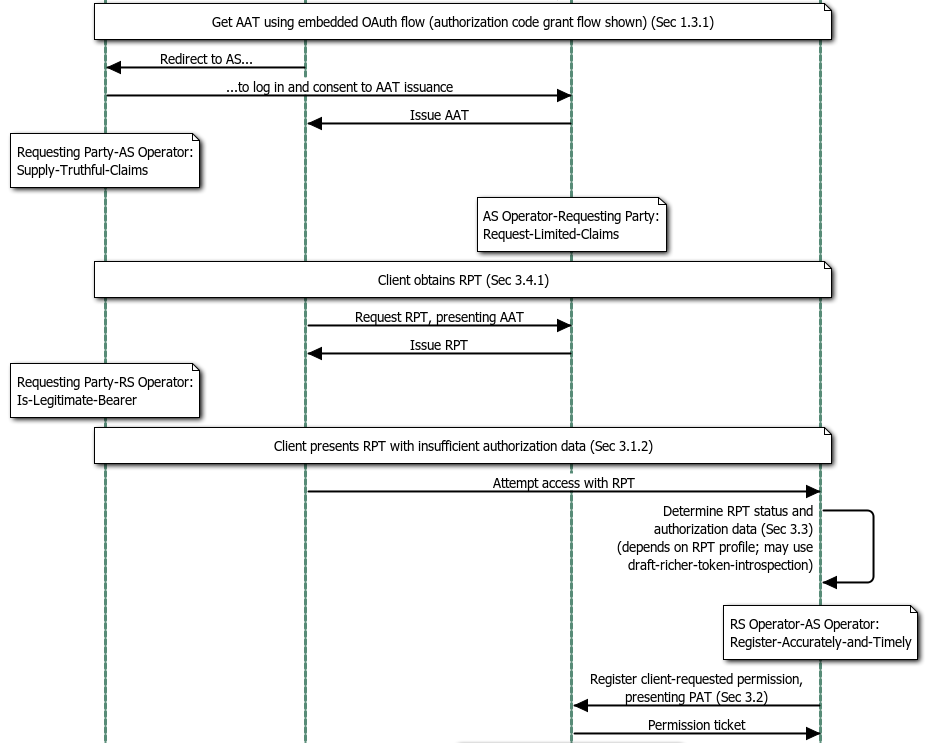 Get AAT using embedded OAuth flow (authorization code grant flow shown) (Sec 1.3.1)
Redirect to AS...
...to log in and consent to AAT issuance
Issue AAT
Requesting Party-AS Operator:
Supply-Truthful-Claims
AS Operator-Requesting Party:
Request-Limited-Claims
Client obtains RPT (Sec 3.4.1)
Request RPT, presenting AAT
Issue RPT
Requesting Party-RS Operator:
Is-Legitimate-Bearer
Client presents RPT with insufficient authorization data (Sec 3.1.2)
Attempt access with RPT
Determine RPT status and
authorization data (Sec 3.3)
(depends on RPT profile; may use
draft-richer-token-introspection)
RS Operator-AS Operator:
Register-Accurately-and-Timely
Register client-requested permission,
presenting PAT (Sec 3.2)
Permission ticket